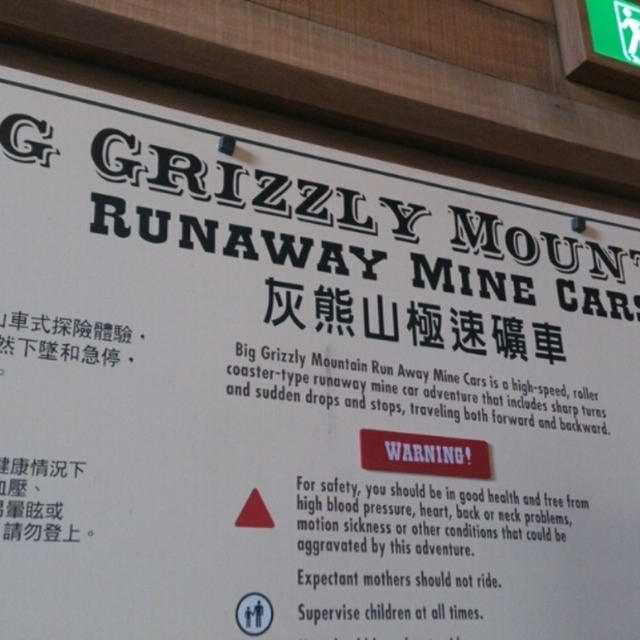 G GRIZZLY MOUNT
RUNAWAY MINE CARS
灰熊山極速礦車
山車式探險體驗，
然下墜和急停，
。
Big Grizzly Mountain Run Away Mine Cars is a high-speed, roller
coaster-type runaway mine car adventure that includes sharp turns
and sudden drops and stops, traveling both forward and backward.
WARNING!
健康情況下
血壓、
暈眩或
請勿登上。
For safety, you should be in good health and free from
high blood pressure, heart, back or neck problems,
motion sickness or other conditions that could be
aggravated by this adventure.
Expectant mothers should not ride.
Supervise children at all times.